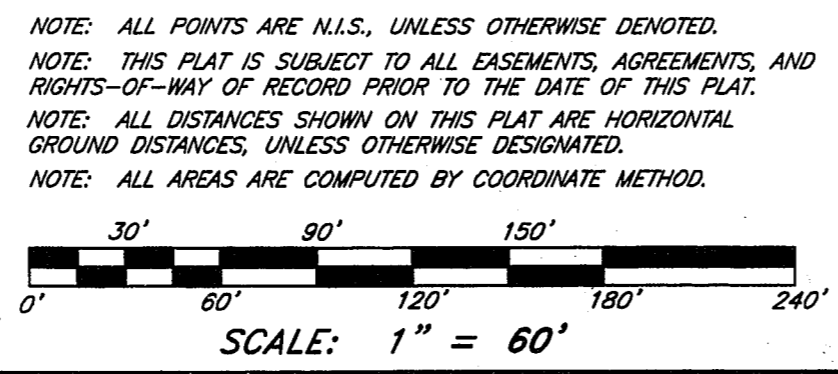 NOTE: ALL POINTS ARE N.I.S., UNLESS OTHERWISE DENOTED.
NOTE: THIS PLAT IS SUBJECT TO ALL EASEMENTS, AGREEMENTS, AND
RIGHTS-OF-WAY OF RECORD PRIOR TO THE DATE OF THIS PLAT.
NOTE: ALL DISTANCES SHOWN ON THIS PLAT ARE HORIZONTAL
GROUND DISTANCES, UNLESS OTHERWISE DESIGNATED.
NOTE: ALL AREAS ARE COMPUTED BY COORDINATE METHOD.
30' 90' 150'
0' 60' 120' 180' 240'
SCALE: 1" = 60'